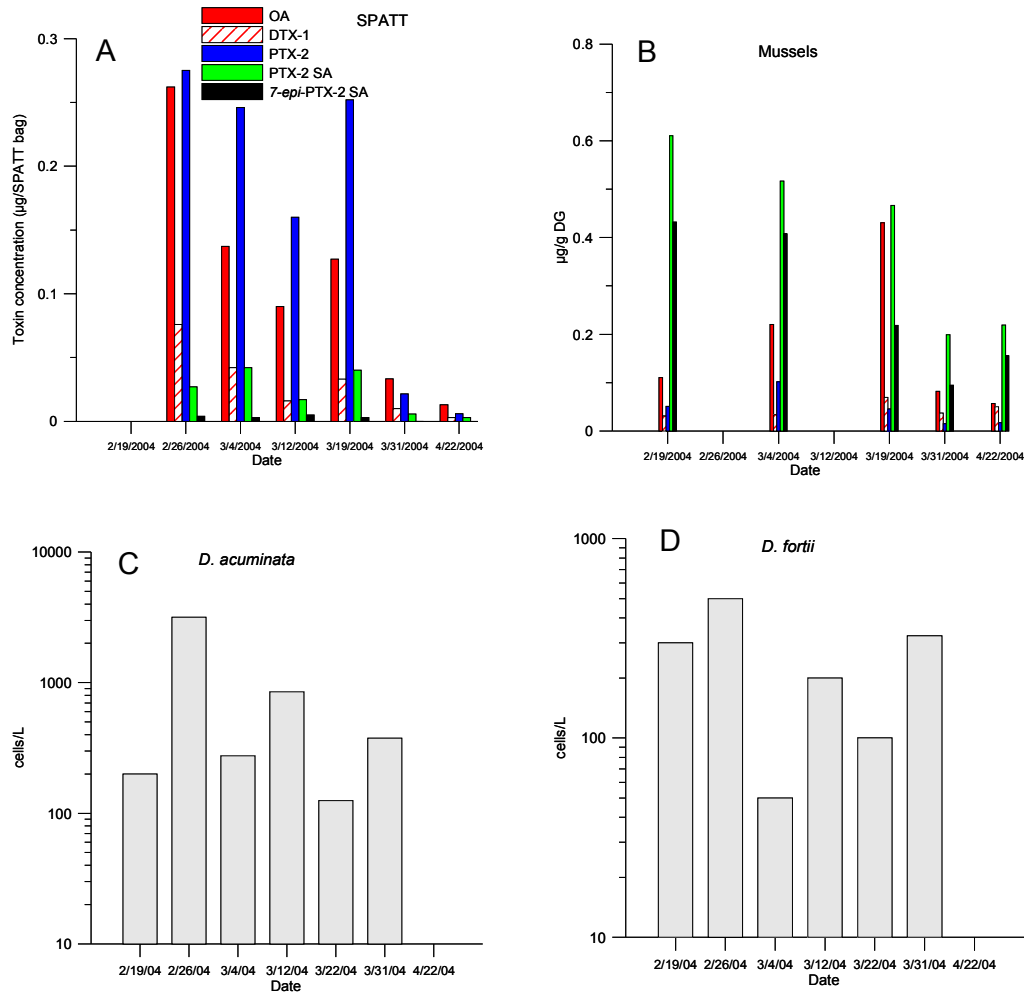 A
SPATT
OA
DTX-1
PTX-2
PTX-2 SA
7-epi-PTX-2 SA
Toxin concentration (µg/SPATT bag)
0.3
0.2
0.1
0
2/19/2004 2/26/2004 3/4/2004 3/12/2004 3/19/2004 3/31/2004 4/22/2004
Date
B
Mussels
µg/g DG
0.8
0.6
0.4
0.2
0
2/19/2004 2/26/2004 3/4/2004 3/12/2004 3/19/2004 3/31/2004 4/22/2004
Date
C
D. acuminata
cells/L
10000
1000
100
10
2/19/04 2/26/04 3/4/04 3/12/04 3/22/04 3/31/04 4/22/04
Date
D
D. fortii
cells/L
1000
100
10
2/19/04 2/26/04 3/4/04 3/12/04 3/22/04 3/31/04 4/22/04
Date